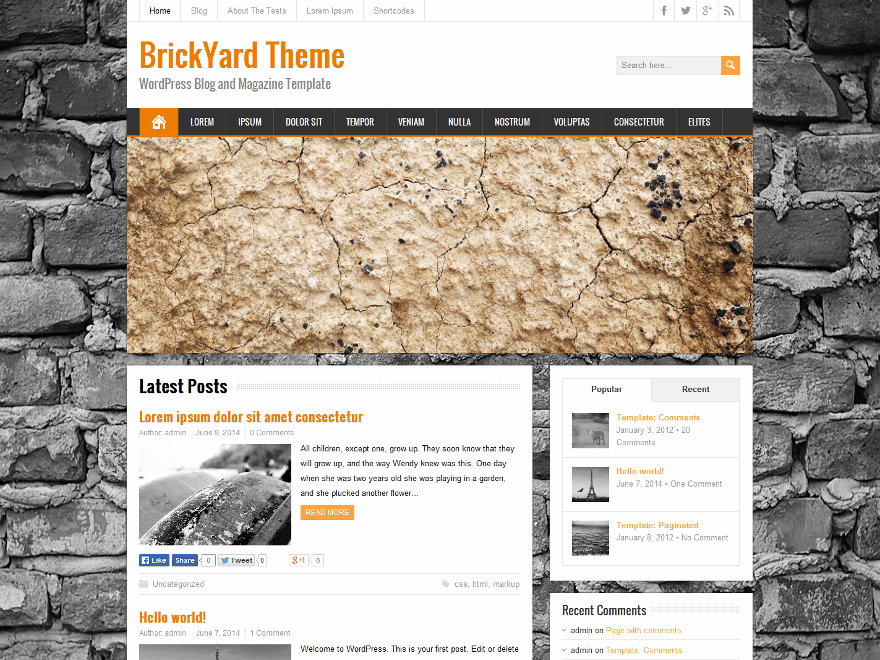 Home Blog About The Tests Lorem Ipsum Shortcodes
BrickYard Theme
WordPress Blog and Magazine Template
Search here...
LOREM IPSUM DOLOR SIT TEMPOR VENIAM NULLA NOSTRUM VOLUPTAS CONSECTETUR ELITES
Latest Posts
Lorem ipsum dolor sit amet consectetur
Author: admin | June 9, 2014 | 0 Comments
All children, except one, grow up. They soon know that they
will grow up, and the way Wendy knew was this. One day
when she was two years old she was playing in a garden,
and she plucked another flower…
READ MORE
Like Share 0 Tweet 0 g+1 0
Uncategorized
css, html, markup
Hello world!
Author: admin | June 7, 2014 | 1 Comment
Welcome to WordPress. This is your first post. Edit or delete
Popular Recent
Template: Comments
January 3, 2012 • 20
Comments
Hello world!
June 7, 2014 • One Comment
Template: Paginated
January 8, 2012 • No Comment
Recent Comments
admin on Page with comments
admin on Template: Comments